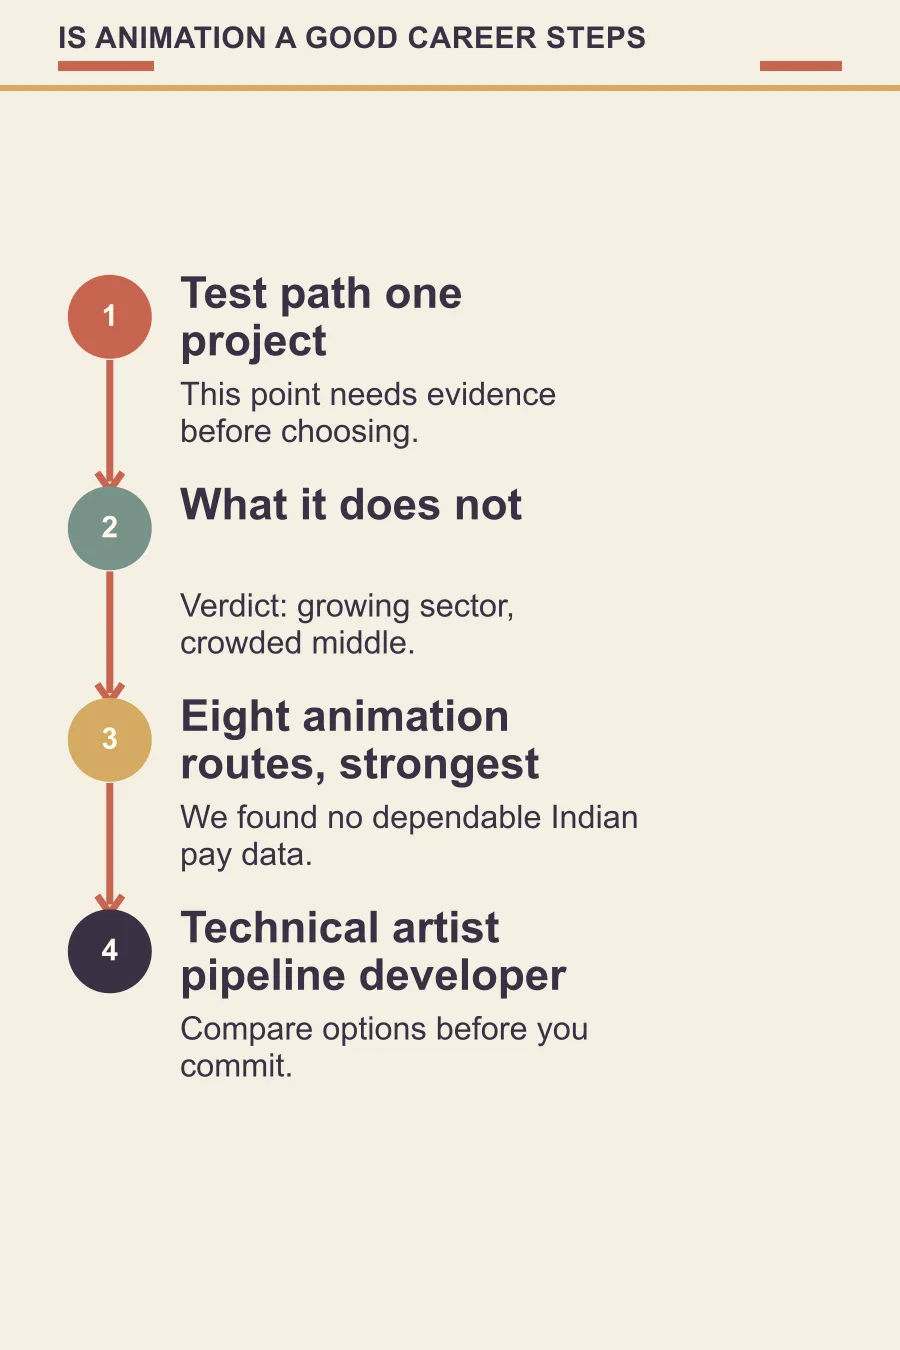 IS ANIMATION A GOOD CAREER STEPS
1
Test path one
project
This point needs evidence
before choosing.
2
What it does not
Verdict: growing sector,
crowded middle.
3
Eight animation
routes, strongest
We found no dependable Indian
pay data.
4
Technical artist
pipeline developer
Compare options before you
commit.